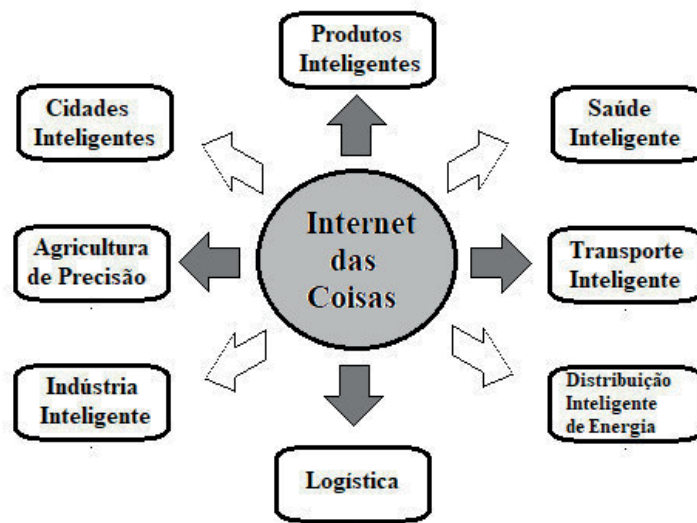 Produtos
Inteligentes
Cidades
Inteligentes
Saúde
Inteligente
Internet
das
Coisas
Agricultura
de Precisão
Transporte
Inteligente
Indústria
Inteligente
Distribuição
Inteligente
de Energia
Logística